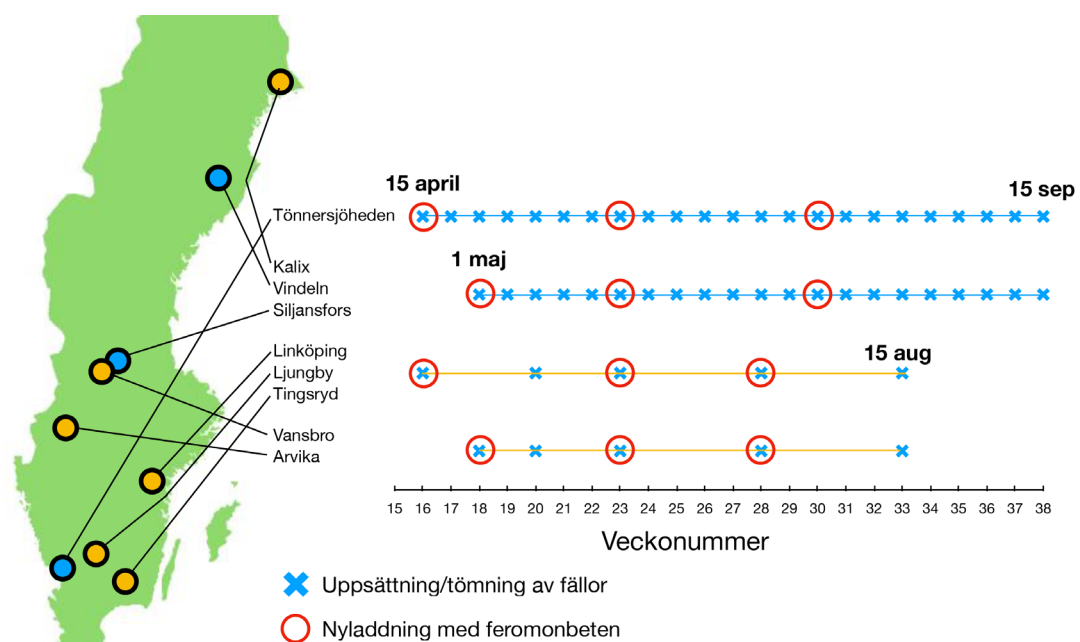 15 april
15 sep
Tönnersjöheden
1 maj
Kalix
Vindeln
Siljansfors
Linköping
Ljungby
Tingsryd
15 aug
Vansbro
Arvika
15 16 17 18 19 20 21 22 23 24 25 26 27 28 29 30 31 32 33 34 35 36 37 38
Veckonummer
Uppsättning/tömning av fällor
Nyladdning med feromonbeten